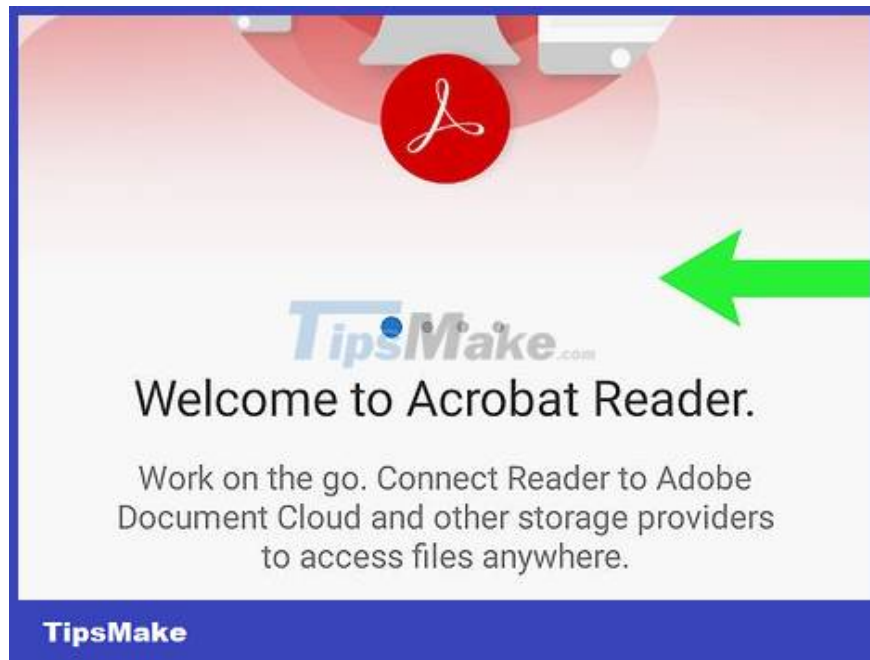 TipsMake.com
Welcome to Acrobat Reader.
Work on the go. Connect Reader to Adobe
Document Cloud and other storage providers
to access files anywhere.
TipsMake